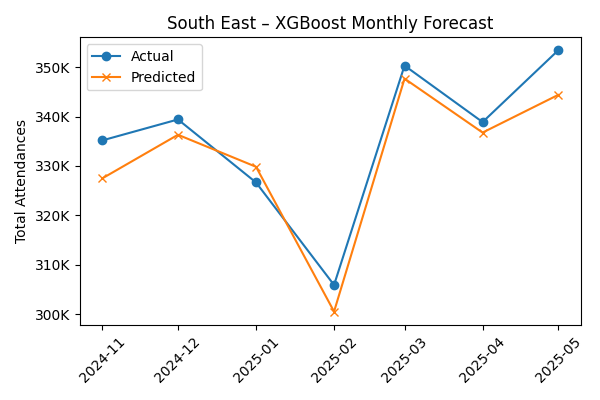 South East – XGBoost Monthly Forecast
Actual
Predicted
Total Attendances
350K
340K
330K
320K
310K
300K
2024-11
2024-12
2025-01
2025-02
2025-03
2025-04
2025-05